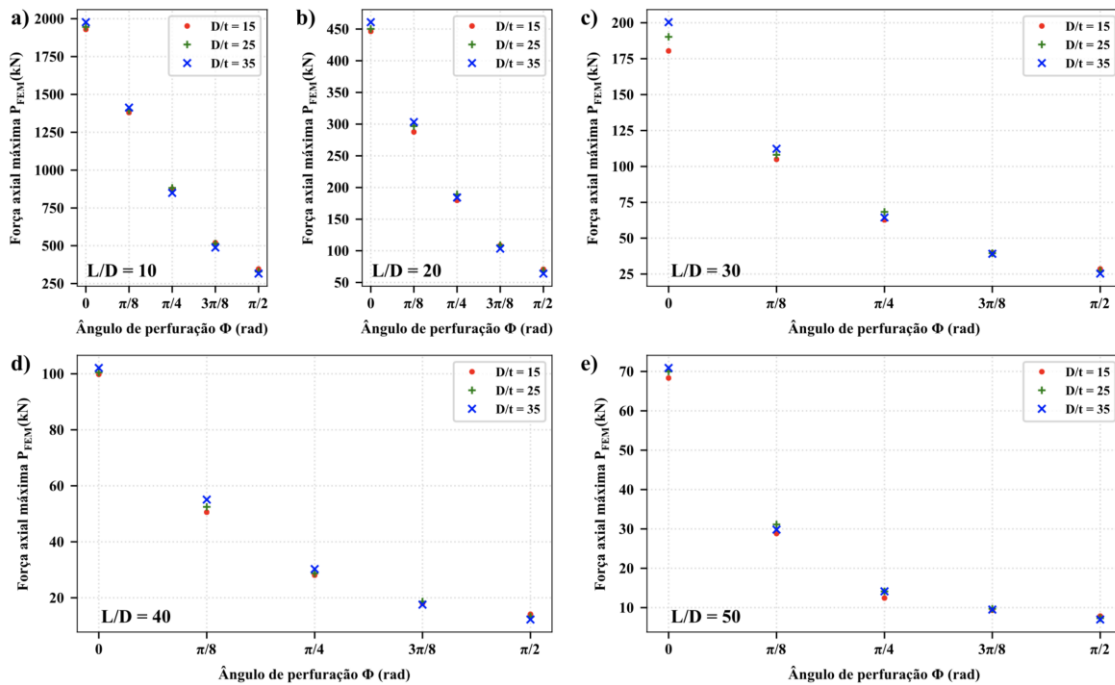 a)
Força axial máxima P_FEM(kN)
2000
1750
1500
1250
1000
750
500
250
D/t = 15
D/t = 25
D/t = 35
L/D = 10
0 π/8 π/4 3π/8 π/2
Ângulo de perfuração Φ (rad)
b)
Força axial máxima P_FEM(kN)
450
400
350
300
250
200
150
100
50
D/t = 15
D/t = 25
D/t = 35
L/D = 20
0 π/8 π/4 3π/8 π/2
Ângulo de perfuração Φ (rad)
c)
Força axial máxima P_FEM(kN)
200
175
150
125
100
75
50
25
D/t = 15
D/t = 25
D/t = 35
L/D = 30
0 π/8 π/4 3π/8 π/2
Ângulo de perfuração Φ (rad)
d)
Força axial máxima P_FEM(kN)
100
80
60
40
20
D/t = 15
D/t = 25
D/t = 35
L/D = 40
0 π/8 π/4 3π/8 π/2
Ângulo de perfuração Φ (rad)
e)
Força axial máxima P_FEM(kN)
70
60
50
40
30
20
10
D/t = 15
D/t = 25
D/t = 35
L/D = 50
0 π/8 π/4 3π/8 π/2
Ângulo de perfuração Φ (rad)